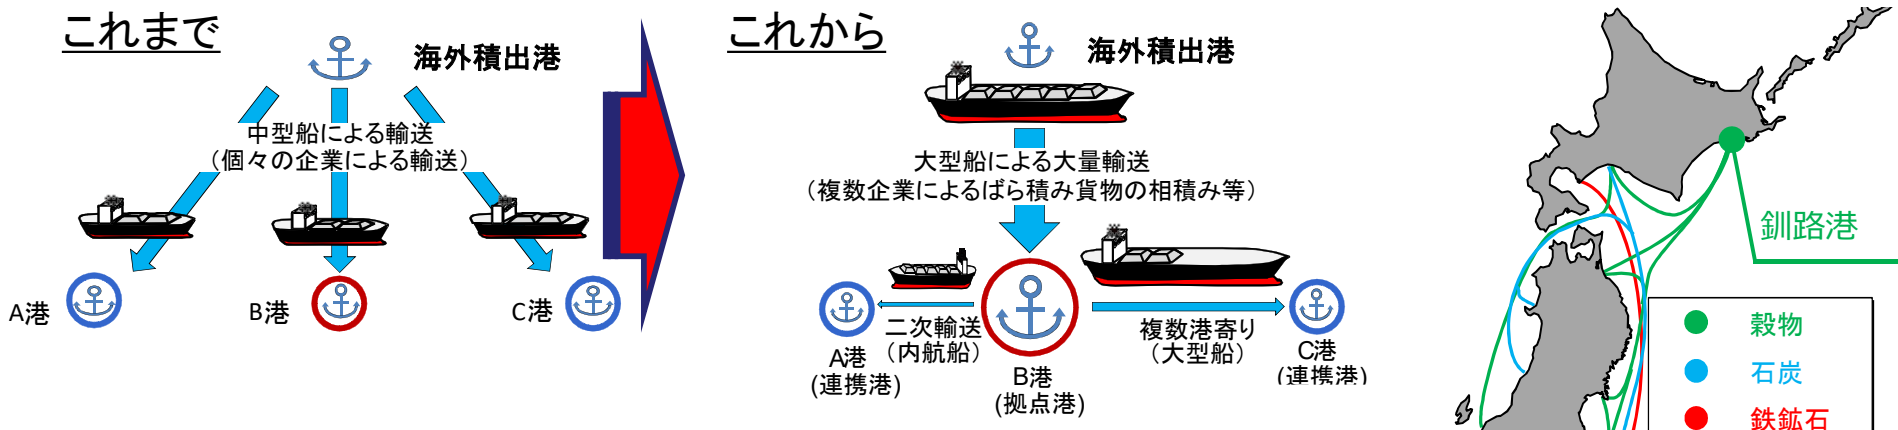 これまで
海外積出港
中型船による輸送
（個々の企業による輸送）
A港
B港
C港
これから
海外積出港
大型船による大量輸送
（複数企業によるばら積み貨物の相積み等）
二次輸送
（内航船）
複数港寄り
（大型船）
A港
(連携港)
B港
(拠点港)
C港
(連携港)
釧路港
穀物
石炭
鉄鉱石